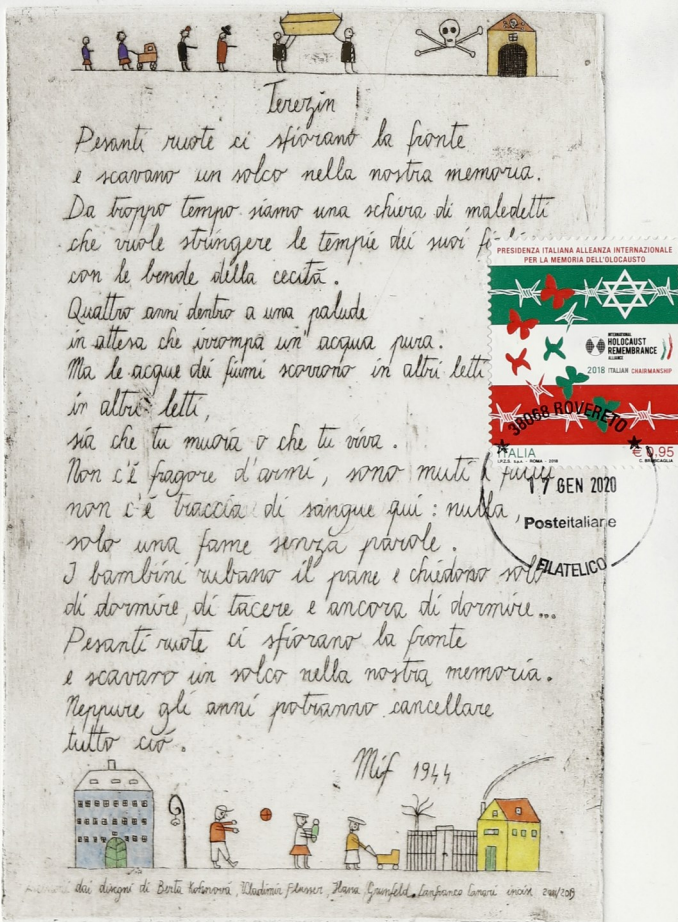 Terezin
Pesanti ruote ci sfiorano la fronte
e scavano un solco nella nostra memoria.
Da troppo tempo siamo una schiera di maledetti
che vuole stringere le tempie dei suoi
con le bende della cecità.
Quattro anni dentro a una palude
in attesa che irrompa un' acqua pura.
Ma le acque dei fiumi scorrono in altri letti
in altri letti,
sia che tu muoia o che tu viva.
Non c'é fragore d'armi, sono muti i fucili
non c'é traccia di sangue qui: nulla,
solo una fame senza parole.
I bambini rubano il pane e chiedono solo
di dormire, di tacere e ancora di dormire...
Pesanti ruote ci sfiorano la fronte
e scavano un solco nella nostra memoria.
Neppure gli anni potranno cancellare
tutto ció.
Mif 1944
dai disegni di Berta Vladimir Flusser, Hana Grunfeld. Lanfranco Lanari
PRESIDENZA ITALIANA ALLEANZA INTERNAZIONALE
PER LA MEMORIA DELL'OLOCAUSTO
INTERNATIONAL
HOLOCAUST
REMEMBRANCE
ALLIANCE
2018 ITALIAN CHAIRMANSHIP
ITALIA € 0.95
I.P.Z.S. S.p.A. - ROMA - 2018
38068 ROVERETO
17 GEN 2020
Posteitaliane
FILATELICO